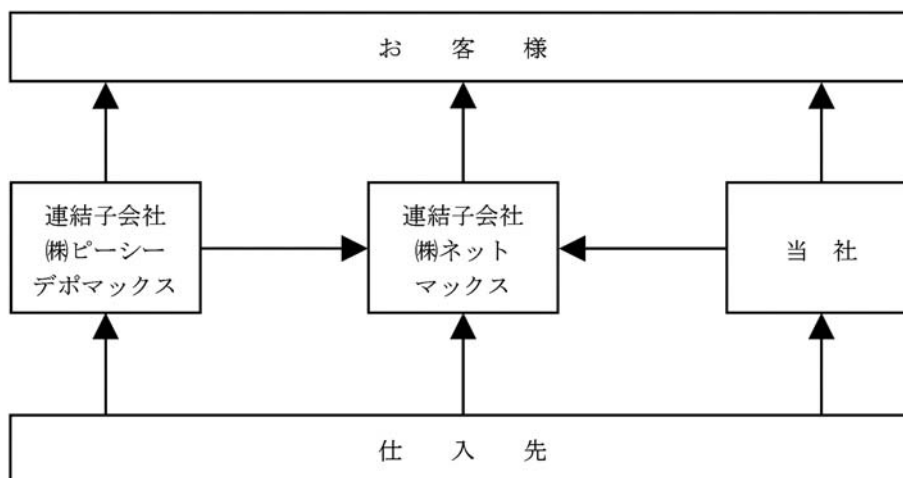 お 客 様
連結子会社
㈱ピーシー
デポマックス
連結子会社
㈱ネット
マックス
当 社
仕 入 先